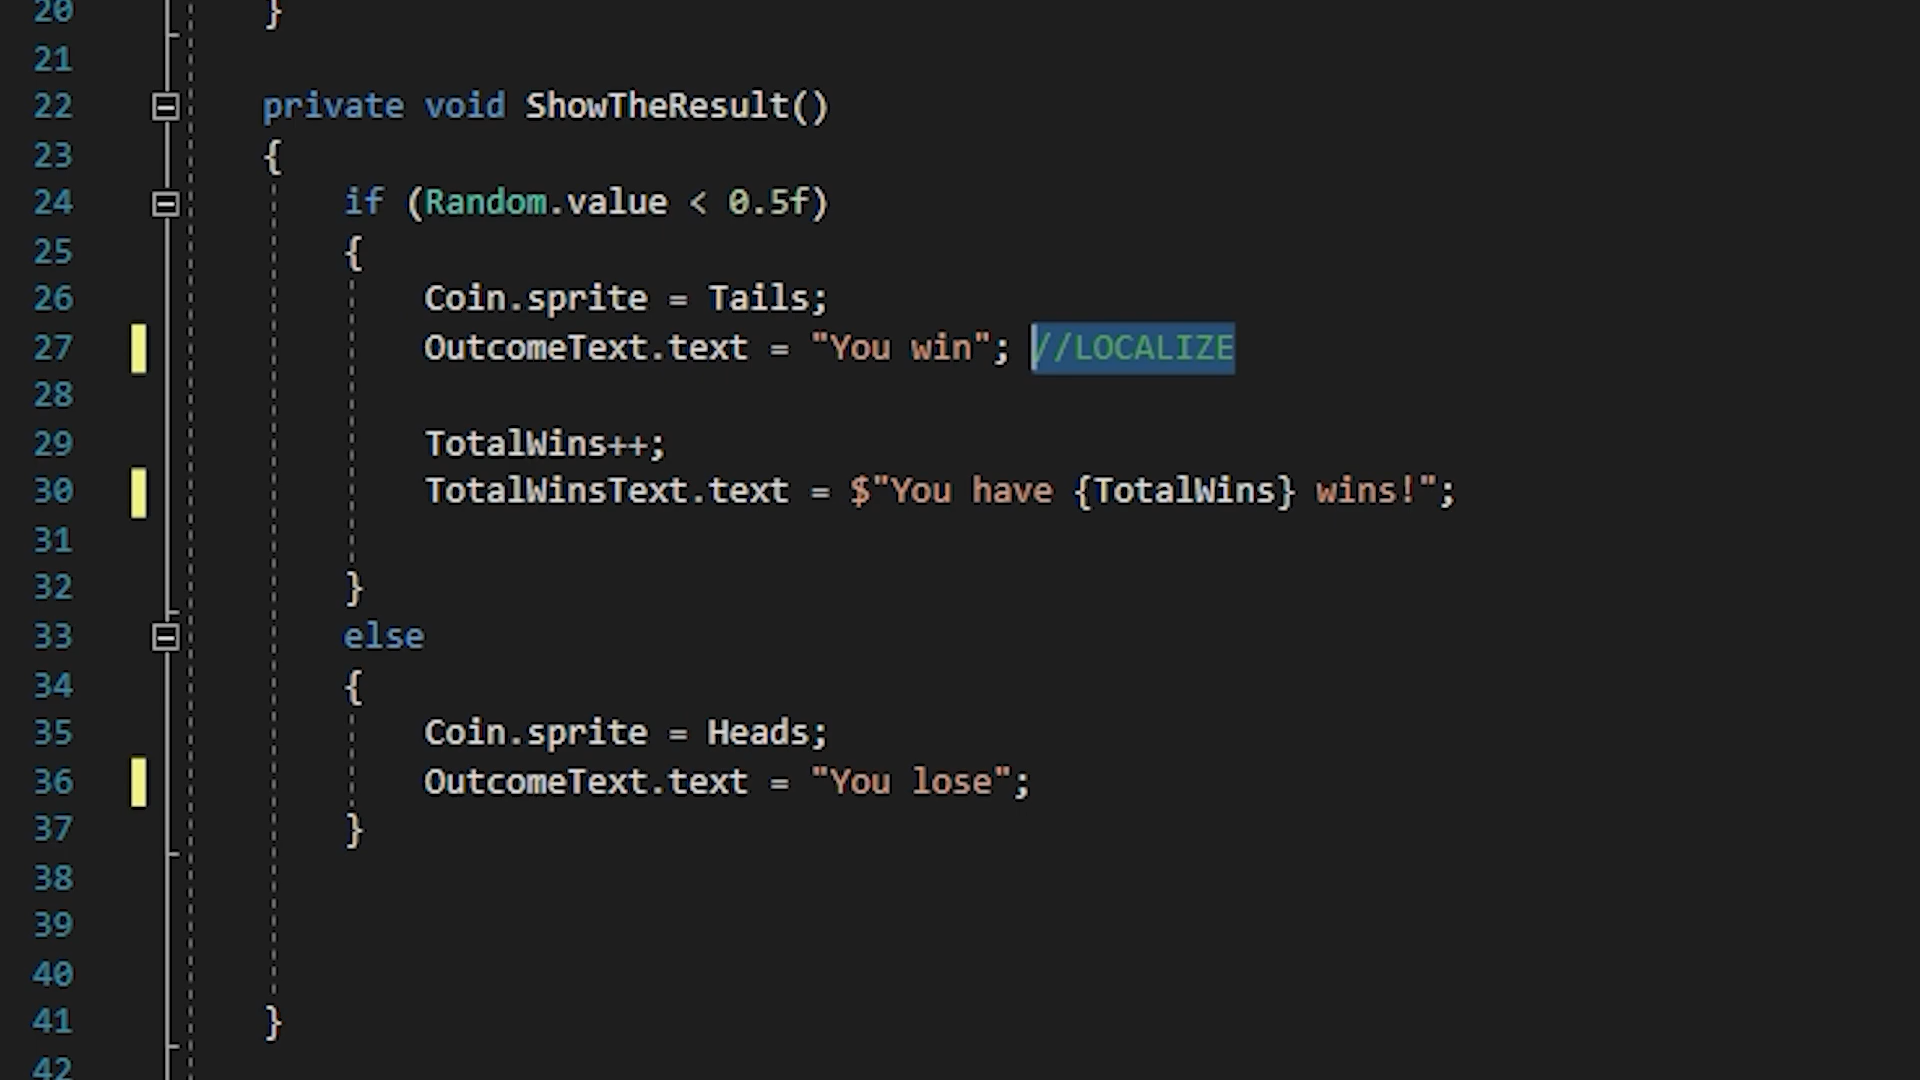 20 }
21
22 private void ShowTheResult()
23 {
24 if (Random.value < 0.5f)
25 {
26 Coin.sprite = Tails;
27 OutcomeText.text = "You win"; //LOCALIZE
28
29 TotalWins++;
30 TotalWinsText.text = $"You have {TotalWins} wins!";
31
32 }
33 else
34 {
35 Coin.sprite = Heads;
36 OutcomeText.text = "You lose";
37 }
38
39
40
41 }
42